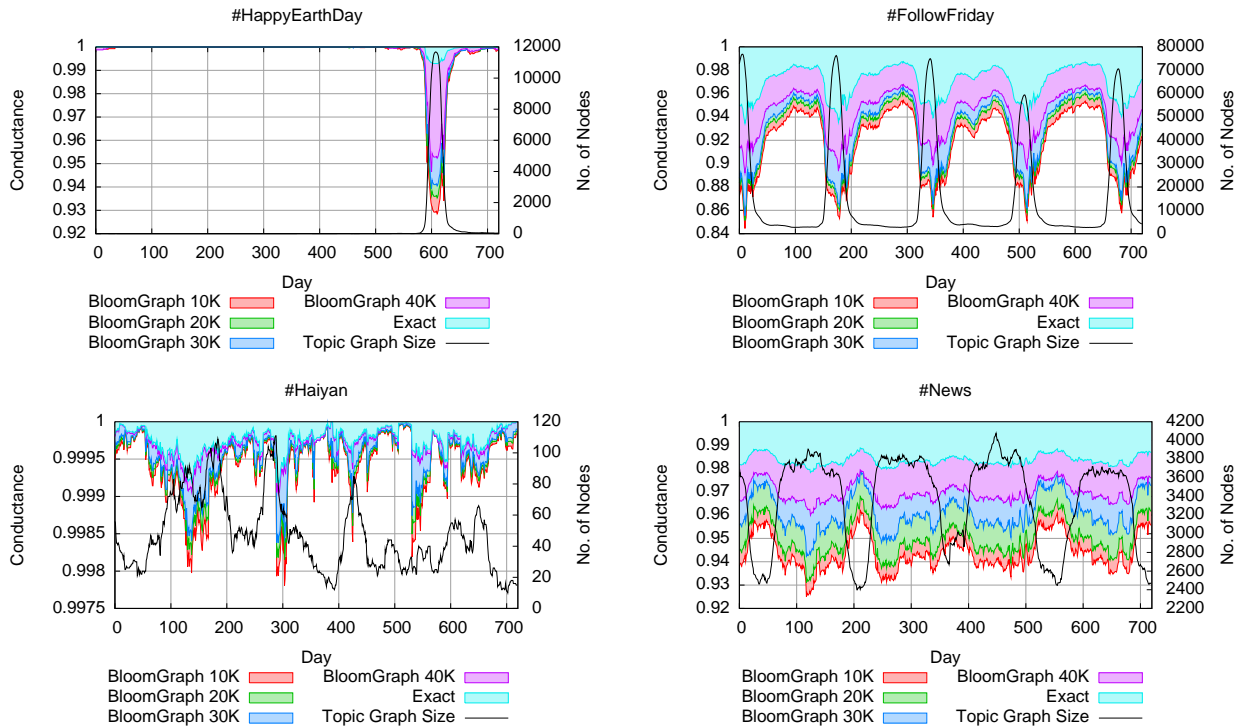 #HappyEarthDay
1
0.99
0.98
0.97
0.96
0.95
0.94
0.93
0.92
Conductance
12000
10000
8000
6000
4000
2000
0
No. of Nodes
0 100 200 300 400 500 600 700
Day
BloomGraph 10K BloomGraph 40K
BloomGraph 20K Exact
BloomGraph 30K Topic Graph Size
#FollowFriday
1
0.98
0.96
0.94
0.92
0.9
0.88
0.86
0.84
Conductance
80000
70000
60000
50000
40000
30000
20000
10000
0
No. of Nodes
0 100 200 300 400 500 600 700
Day
BloomGraph 10K BloomGraph 40K
BloomGraph 20K Exact
BloomGraph 30K Topic Graph Size
#Haiyan
1
0.9995
0.999
0.9985
0.998
0.9975
Conductance
120
100
80
60
40
20
0
No. of Nodes
0 100 200 300 400 500 600 700
Day
BloomGraph 10K BloomGraph 40K
BloomGraph 20K Exact
BloomGraph 30K Topic Graph Size
#News
1
0.99
0.98
0.97
0.96
0.95
0.94
0.93
0.92
Conductance
4200
4000
3800
3600
3400
3200
3000
2800
2600
2400
2200
No. of Nodes
0 100 200 300 400 500 600 700
Day
BloomGraph 10K BloomGraph 40K
BloomGraph 20K Exact
BloomGraph 30K Topic Graph Size